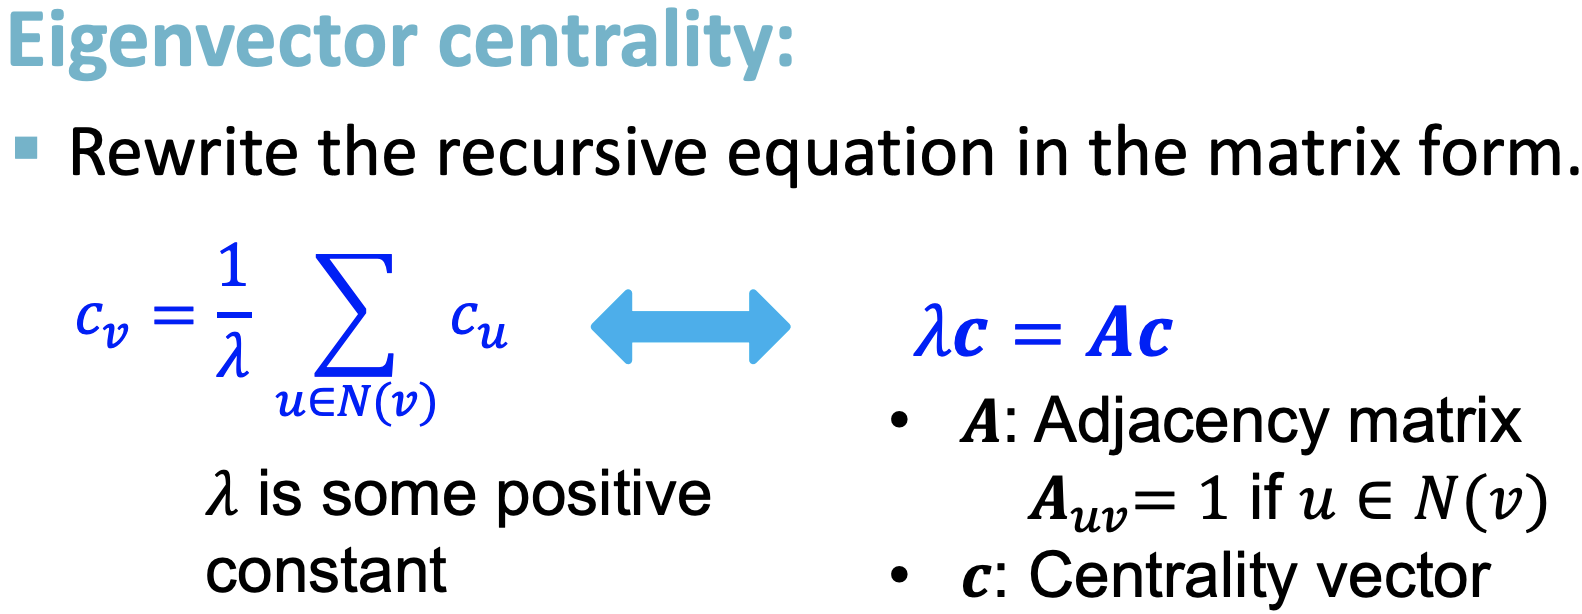 Eigenvector centrality:
▪ Rewrite the recursive equation in the matrix form.
$c_v = \frac{1}{\lambda} \sum_{u \in N(v)} c_u$
$\lambda \boldsymbol{c} = \boldsymbol{A}\boldsymbol{c}$
λ is some positive
constant
• $\boldsymbol{A}$: Adjacency matrix
$\boldsymbol{A}_{uv} = 1$ if $u \in N(v)$
• $\boldsymbol{c}$: Centrality vector